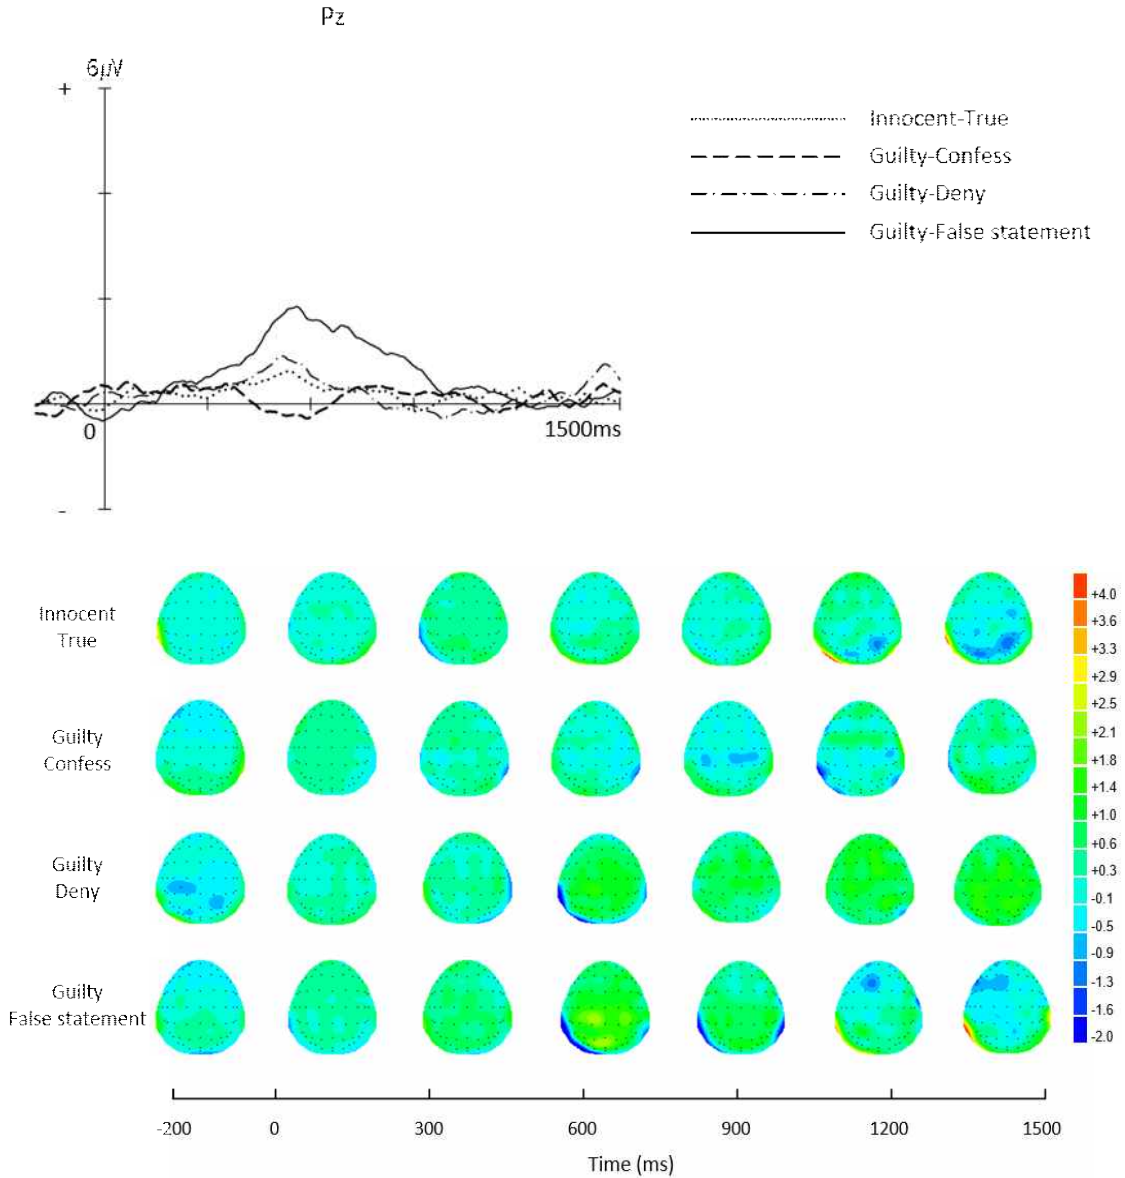 Pz
6µV
+
Innocent-True
Guilty-Confess
Guilty-Deny
Guilty-False statement
0
1500ms
-
Innocent
True
Guilty
Confess
Guilty
Deny
Guilty
False statement
+4.0
+3.6
+3.3
+2.9
+2.5
+2.1
+1.8
+1.4
+1.0
+0.6
+0.3
-0.1
-0.5
-0.9
-1.3
-1.6
-2.0
-200 0 300 600 900 1200 1500
Time (ms)